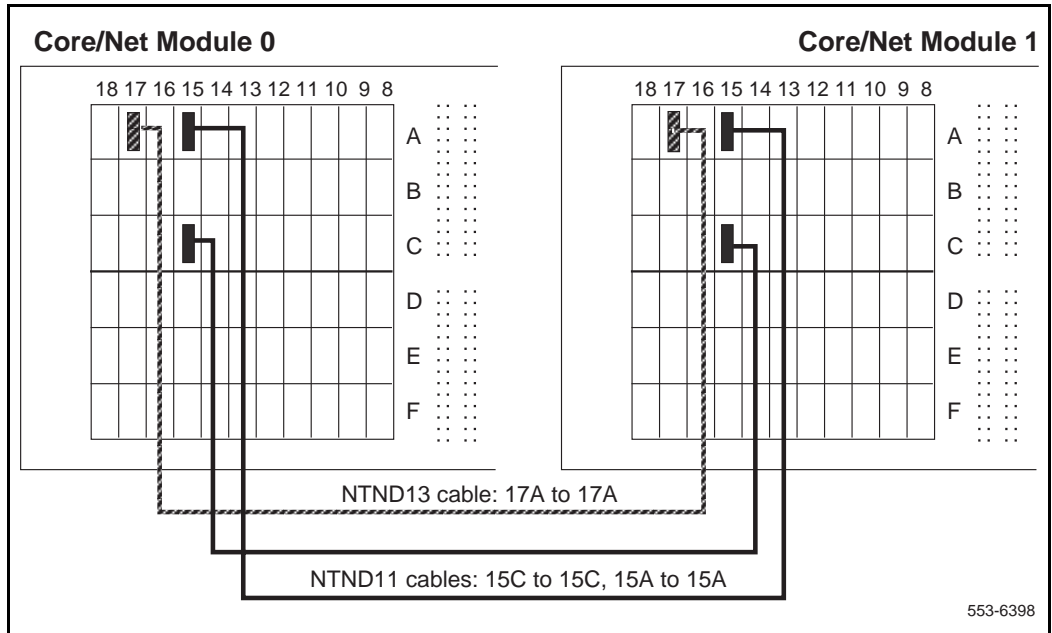 Core/Net Module 0
Core/Net Module 1
18 17 16 15 14 13 12 11 10 9 8
18 17 16 15 14 13 12 11 10 9 8
A
B
C
D
E
F
A
B
C
D
E
F
NTND13 cable: 17A to 17A
NTND11 cables: 15C to 15C, 15A to 15A
553-6398